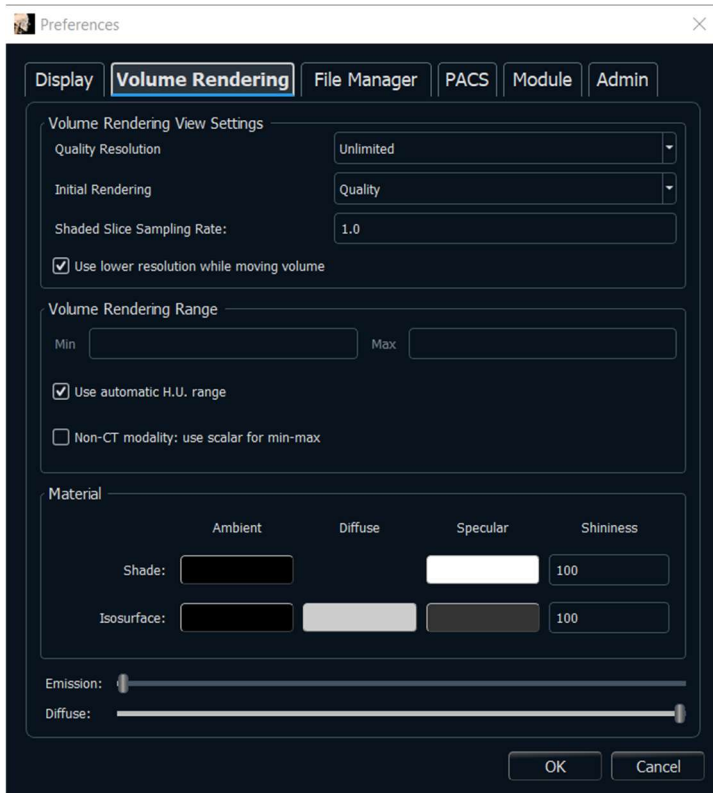 Preferences
Display Volume Rendering File Manager PACS Module Admin
Volume Rendering View Settings
Quality Resolution Unlimited
Initial Rendering Quality
Shaded Slice Sampling Rate: 1.0
Use lower resolution while moving volume
Volume Rendering Range
Min Max
Use automatic H.U. range
Non-CT modality: use scalar for min-max
Material
Ambient Diffuse Specular Shininess
Shade: 100
Isosurface: 100
Emission:
Diffuse:
OK Cancel